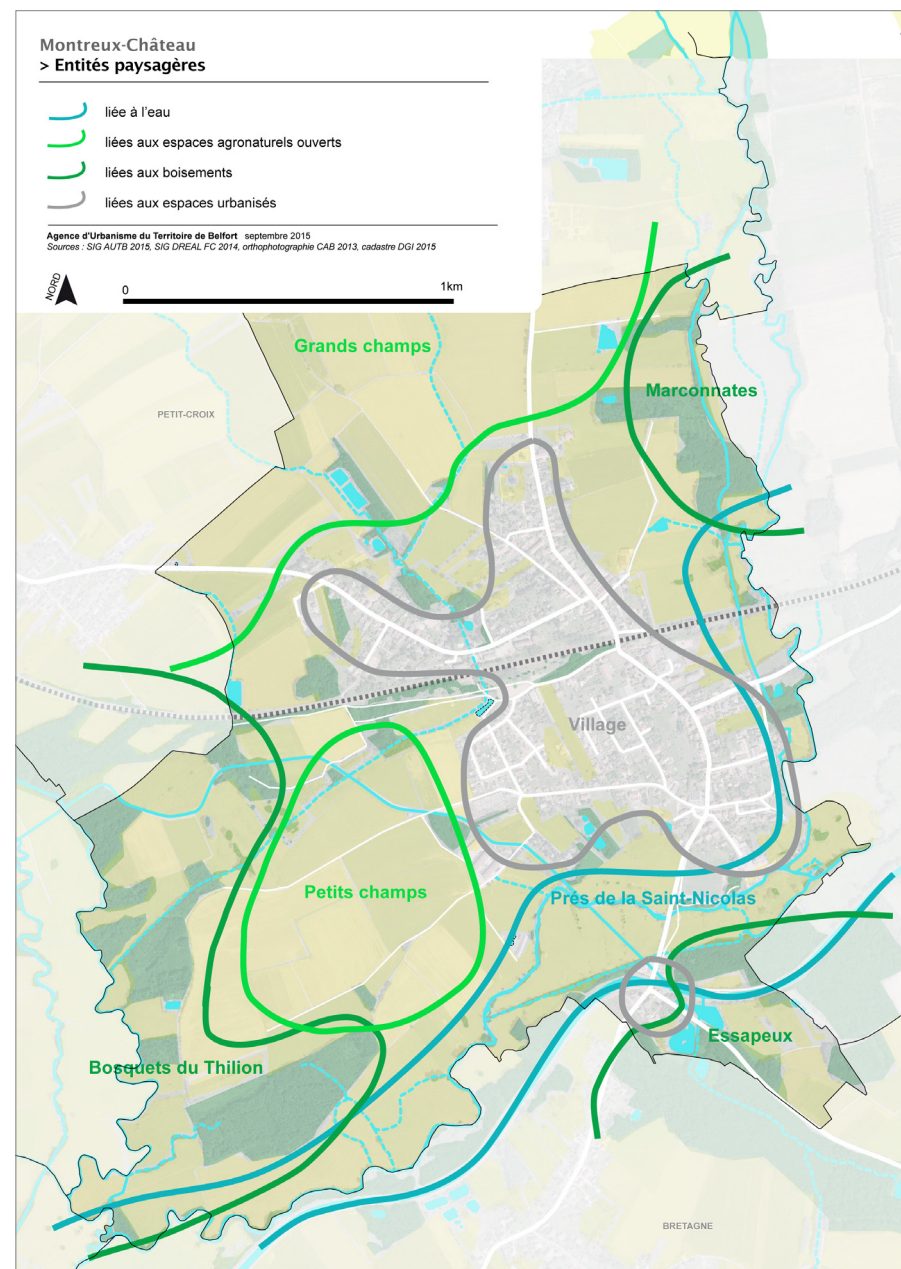 Montreux-Château
> Entités paysagères
liée à l'eau
liées aux espaces agronaturels ouverts
liées aux boisements
liées aux espaces urbanisés
Agence d'Urbanisme du Territoire de Belfort septembre 2015
Sources : SIG AUTB 2015, SIG DREAL FC 2014, orthophotographie CAB 2013, cadastre DGI 2015
NORD
0
1km
Grands champs
Marconnates
PETIT-CROIX
Village
Petits champs
Prés de la Saint-Nicolas
Essapeux
Bosquets du Thilion
BRETAGNE